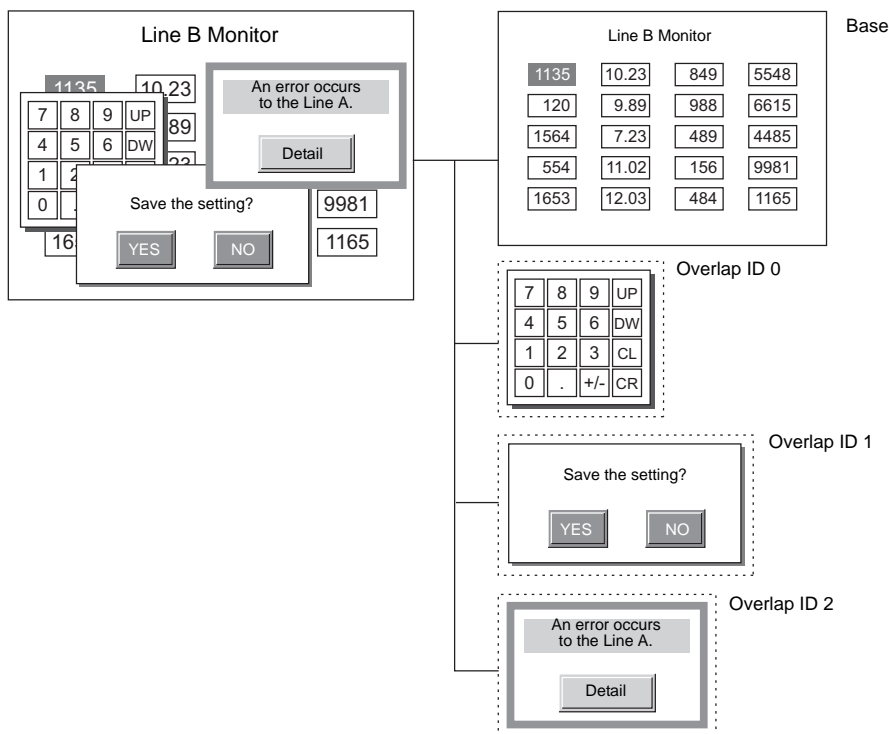 Line B Monitor
1135 10.23
89
23
9981
16
1165
An error occurs
to the Line A.
Detail
7 8 9 UP
4 5 6 DW
1 2
0 .
Save the setting?
YES NO
Base
Line B Monitor
1135 10.23 849 5548
120 9.89 988 6615
1564 7.23 489 4485
554 11.02 156 9981
1653 12.03 484 1165
Overlap ID 0
7 8 9 UP
4 5 6 DW
1 2 3 CL
0 . +/- CR
Overlap ID 1
Save the setting?
YES NO
Overlap ID 2
An error occurs
to the Line A.
Detail